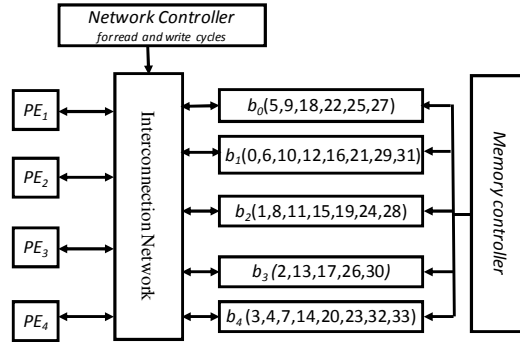 Network Controller
for read and write cycles
PE1
PE2
PE3
PE4
Interconnection Network
b0(5,9,18,22,25,27)
b1(0,6,10,12,16,21,29,31)
b2(1,8,11,15,19,24,28)
b3 (2,13,17,26,30)
b4 (3,4,7,14,20,23,32,33)
Memory controller